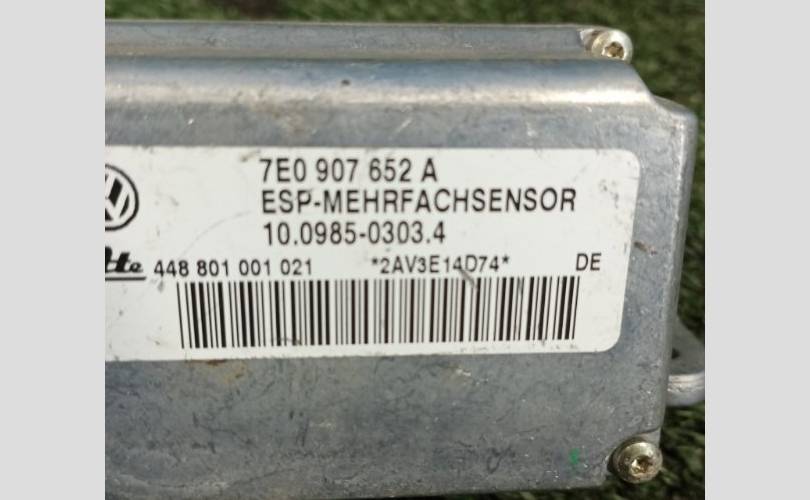 7E0 907 652 A
ESP-MEHRFACHSENSOR
10.0985-0303.4
448 801 001 021 *2AV3E14D74* DE